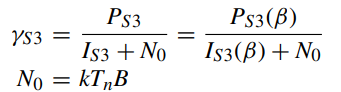 γS3 = PS3 / (IS3 + N0) = PS3(β) / (IS3(β) + N0)
N0 = kTnB